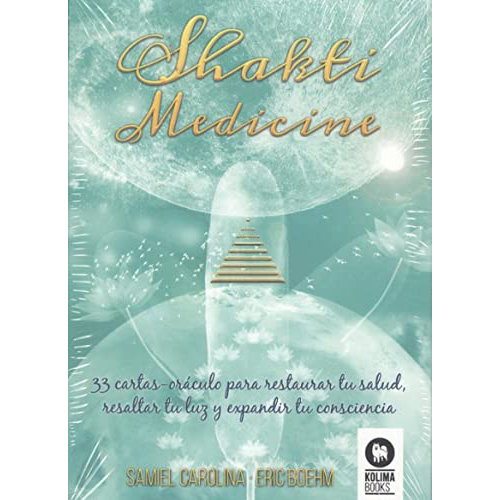 Shakti
Medicine
33 cartas-oráculo para restaurar tu salud,
resaltar tu luz y expandir tu consciencia
SAMIEL CAROLINA · ERIC BOEHM
KOLIMA
BOOKS